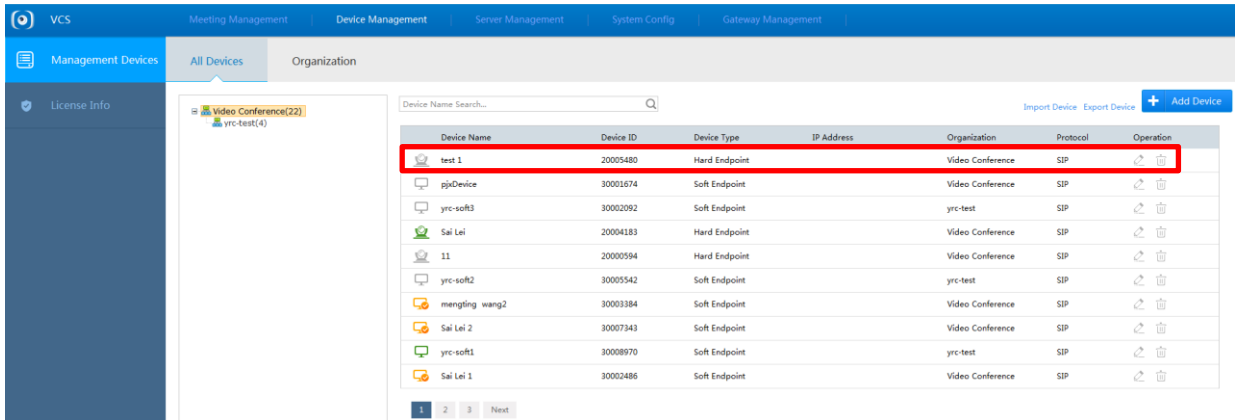 VCS Meeting Management Device Management Server Management System Config Gateway Management
Management Devices All Devices Organization
License Info
Video Conference(22)
yrc-test(4)
Device Name Search... Import Device Export Device + Add Device
Device Name Device ID Device Type IP Address Organization Protocol Operation
test 1 20005480 Hard Endpoint Video Conference SIP
pjxDevice 30001674 Soft Endpoint Video Conference SIP
yrc-soft3 30002092 Soft Endpoint yrc-test SIP
Sai Lei 20004183 Hard Endpoint Video Conference SIP
11 20000594 Hard Endpoint Video Conference SIP
yrc-soft2 30005542 Soft Endpoint yrc-test SIP
mengting wang2 30003384 Soft Endpoint Video Conference SIP
Sai Lei 2 30007343 Soft Endpoint Video Conference SIP
yrc-soft1 30008970 Soft Endpoint yrc-test SIP
Sai Lei 1 30002486 Soft Endpoint Video Conference SIP
1 2 3 Next